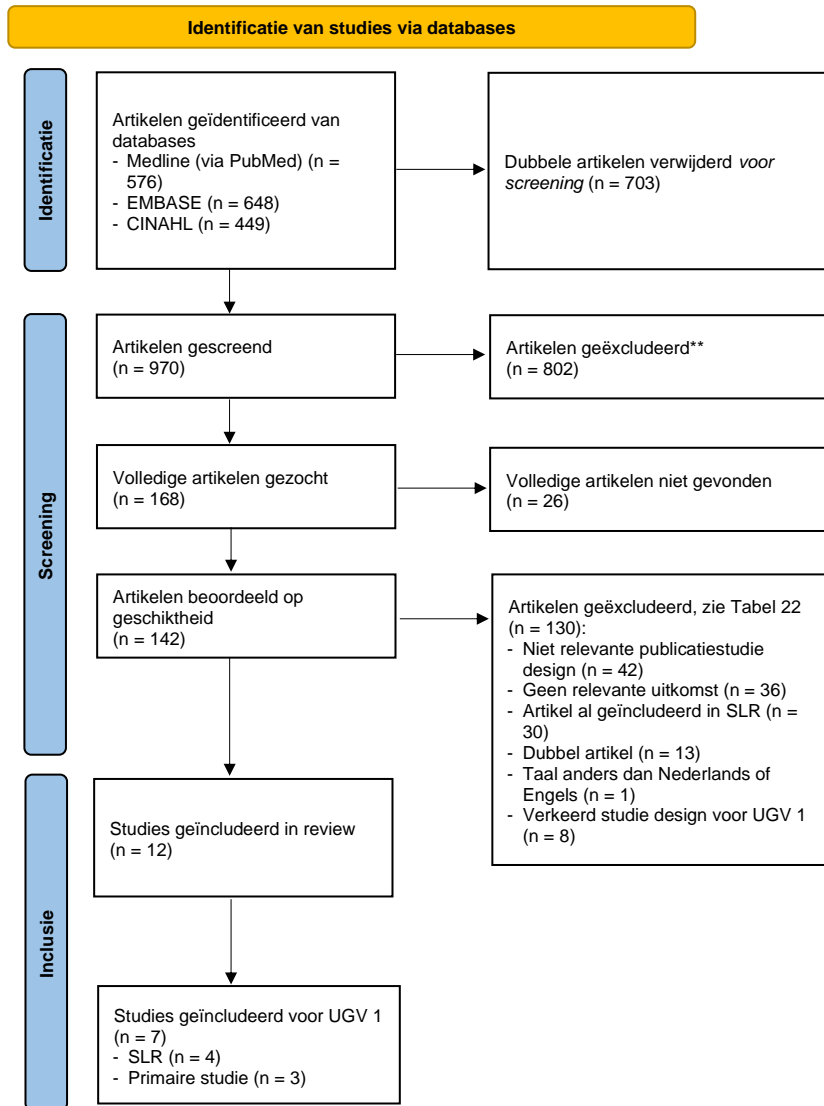 Identificatie van studies via databases
Identificatie
Artikelen geïdentificeerd van
databases
- Medline (via PubMed) (n =
576)
- EMBASE (n = 648)
- CINAHL (n = 449)
Dubbele artikelen verwijderd voor
screening (n = 703)
Screening
Artikelen gescreend
(n = 970)
Artikelen geëxcludeerd**
(n = 802)
Volledige artikelen gezocht
(n = 168)
Volledige artikelen niet gevonden
(n = 26)
Artikelen beoordeeld op
geschiktheid
(n = 142)
Artikelen geëxcludeerd, zie Tabel 22
(n = 130):
- Niet relevante publicatiestudie
design (n = 42)
- Geen relevante uitkomst (n = 36)
- Artikel al geïncludeerd in SLR (n =
30)
- Dubbel artikel (n = 13)
- Taal anders dan Nederlands of
Engels (n = 1)
- Verkeerd studie design voor UGV 1
(n = 8)
Inclusie
Studies geïncludeerd in review
(n = 12)
Studies geïncludeerd voor UGV 1
(n = 7)
- SLR (n = 4)
- Primaire studie (n = 3)